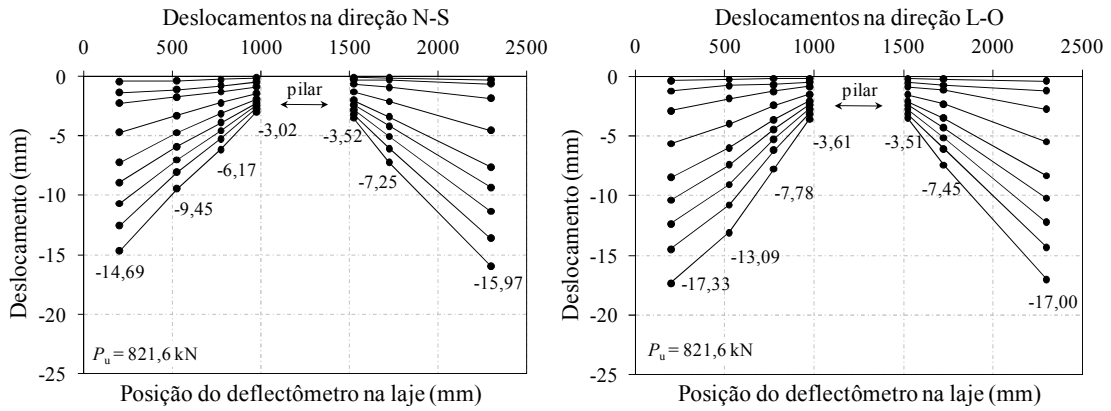 Deslocamentos na direção N-S
0 500 1000 1500 2000 2500
0
-5
-10
-15
-20
-25
Deslocamento (mm)
pilar
-3,02
-3,52
-6,17
-7,25
-9,45
-14,69
-15,97
Pu = 821,6 kN
Posição do deflectômetro na laje (mm)
Deslocamentos na direção L-O
0 500 1000 1500 2000 2500
0
-5
-10
-15
-20
-25
Deslocamento (mm)
pilar
-3,61
-3,51
-7,78
-7,45
-13,09
-17,33
-17,00
Pu = 821,6 kN
Posição do deflectômetro na laje (mm)